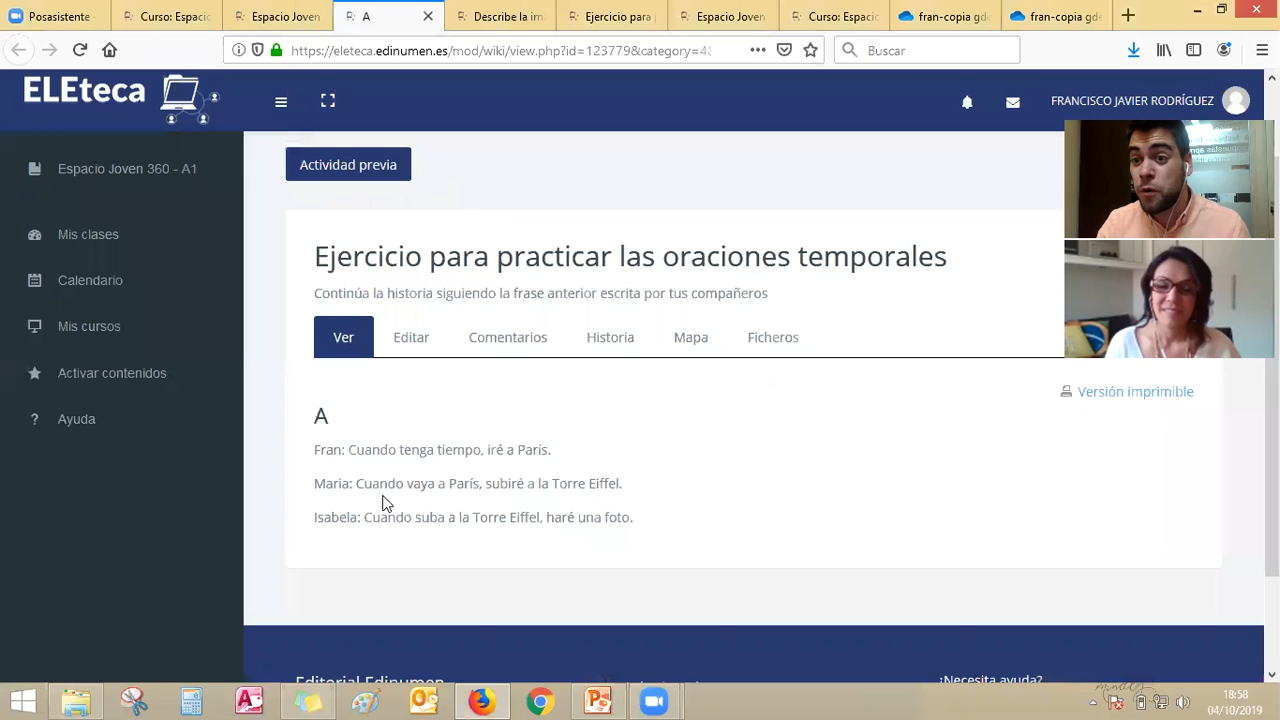 Posasistente
Curso: Espacio
Espacio Joven
A
Describe la im
Ejercicio para
Espacio Joven
Curso: Espacio
fran-copia gde
fran-copia gde
https://eleteca.edinumen.es/mod/wiki/view.php?id=123779&category=4
Buscar
ELEteca
FRANCISCO JAVIER RODRÍGUEZ
Espacio Joven 360 - A1
Mis clases
Calendario
Mis cursos
Activar contenidos
Ayuda
Actividad previa
Ejercicio para practicar las oraciones temporales
Continúa la historia siguiendo la frase anterior escrita por tus compañeros
Ver Editar Comentarios Historia Mapa Ficheros
Versión imprimible
A
Fran: Cuando tenga tiempo, iré a París.
Maria: Cuando vaya a París, subiré a la Torre Eiffel.
Isabela: Cuando suba a la Torre Eiffel, haré una foto.
Editorial Edinumen
¿Necesita ayuda?
18:58
04/10/2019